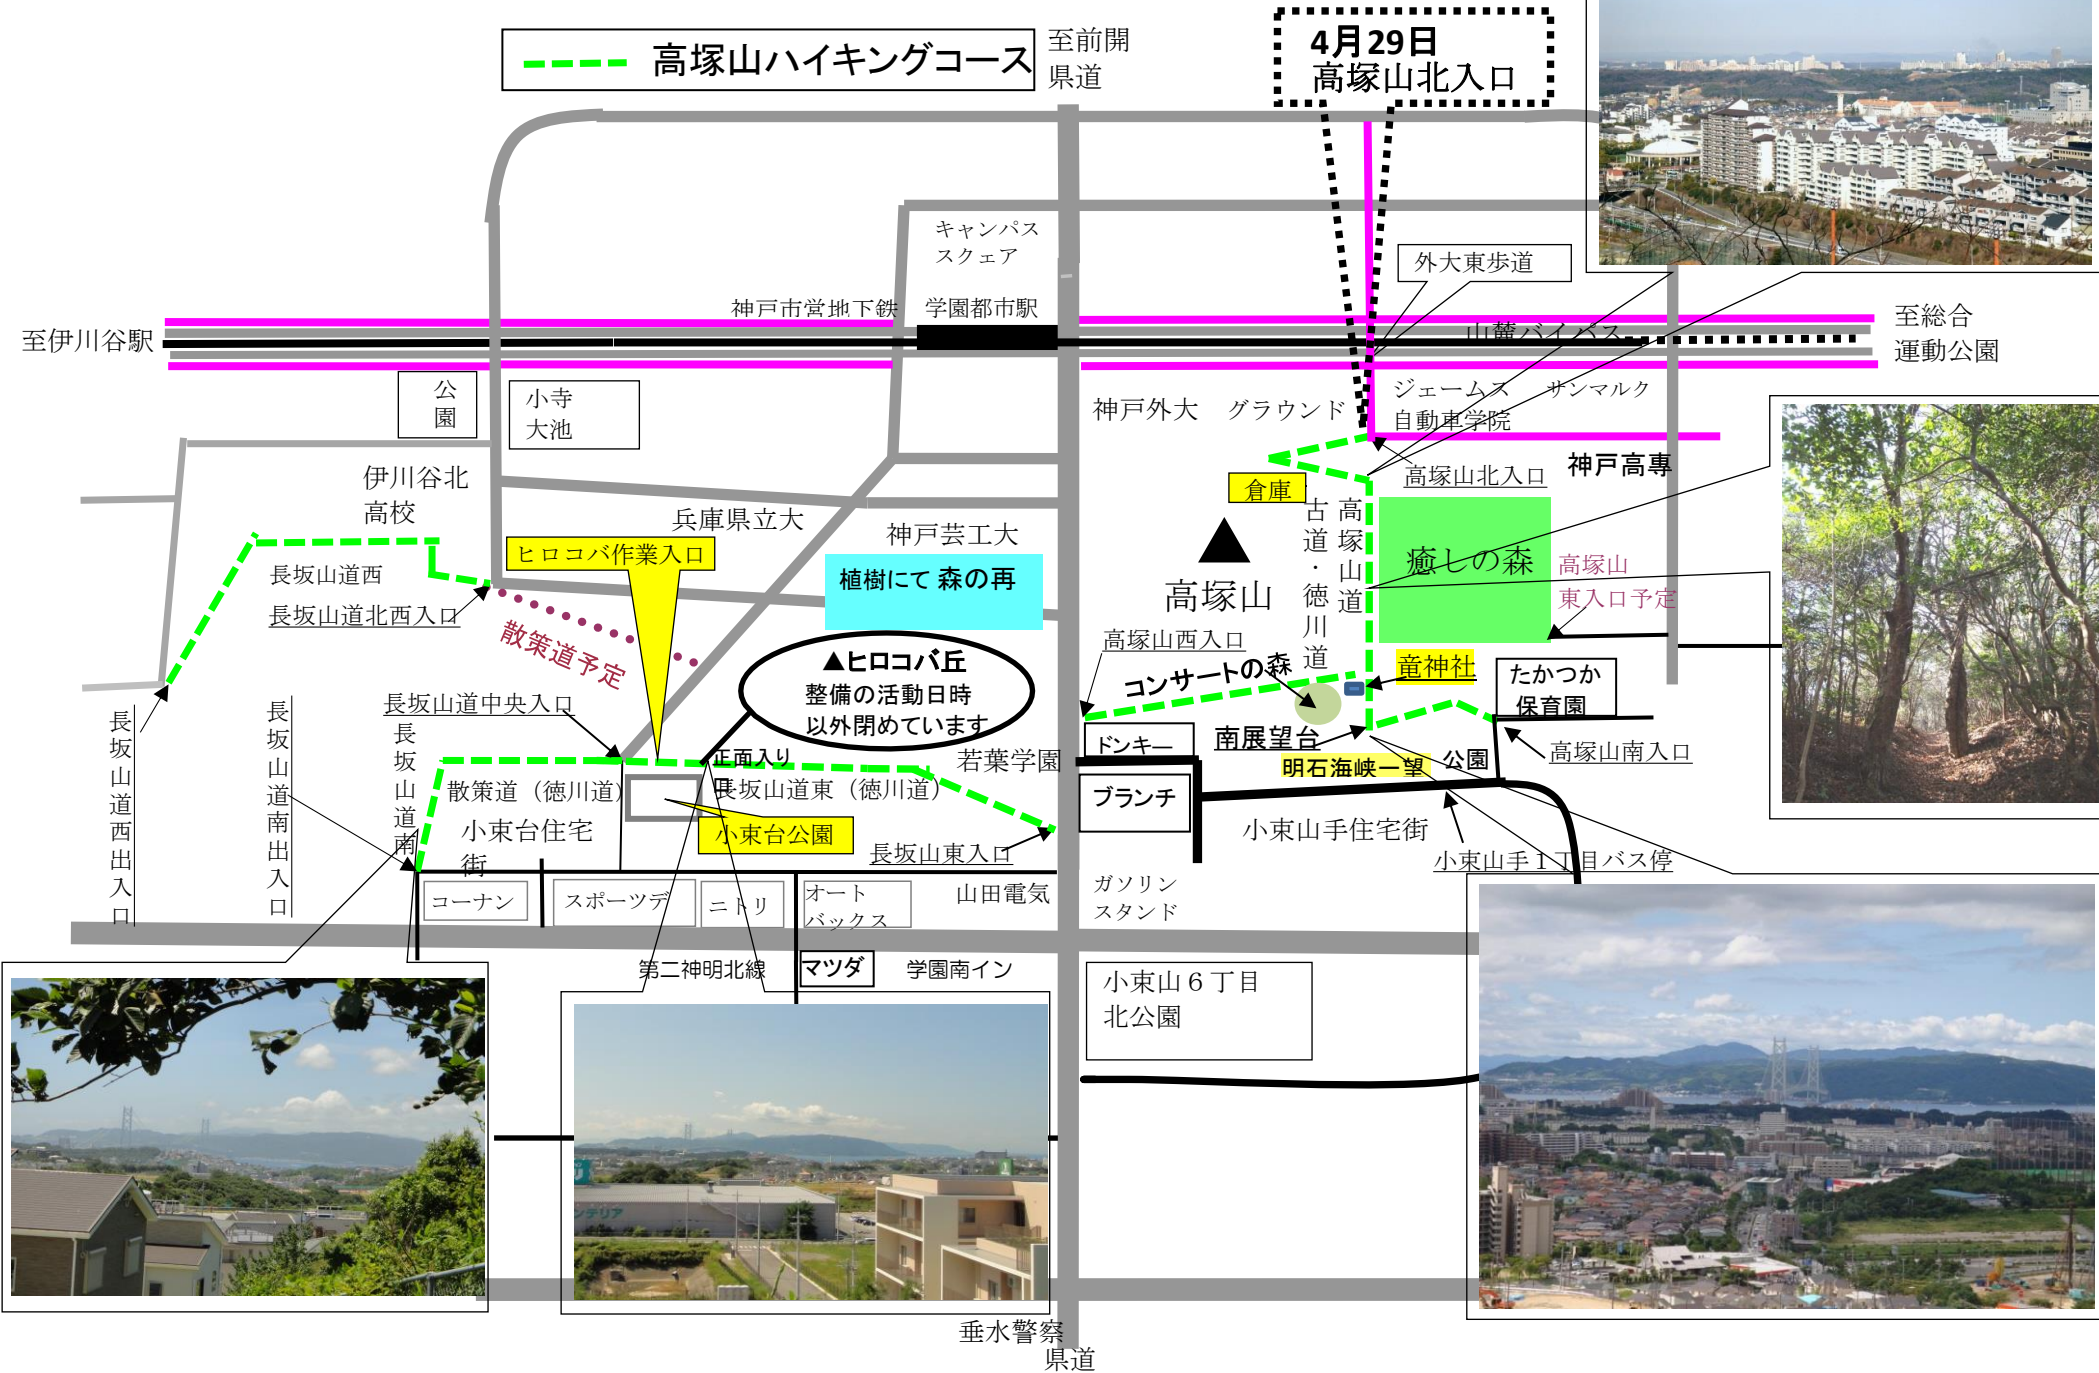 高塚山ハイキングコース
至前開
県道
4月29日
高塚山北入口
キャンパス
スクェア
外大東歩道
神戸市営地下鉄
学園都市駅
至伊川谷駅
山麓バイパス
至総合
運動公園
公
園
小寺
大池
神戸外大
グラウンド
ジェームス
自動車学院
サンマルク
伊川谷北
高校
倉庫
高塚山北入口
神戸高専
兵庫県立大
神戸芸工大
ヒロコバ作業入口
植樹にて 森の再
高塚山
古道・徳川道
高塚山道
癒しの森
高塚山
東入口予定
長坂山道西
長坂山道北西入口
散策道予定
高塚山西入口
コンサートの森
竜神社
たかつか
保育園
▲ヒロコバ丘
整備の活動日時
以外閉めています
長坂山道中央入口
長坂山道西出入口
長坂山道南出入口
長坂山道南
正面入り
口
若葉学園
ドンキー
南展望台
明石海峡一望
公園
高塚山南入口
散策道（徳川道）
長坂山道東（徳川道）
ブランチ
小束台住宅
街
小束台公園
長坂山東入口
小束山手住宅街
小束山手１丁目バス停
コーナン
スポーツデ
ニトリ
オート
バックス
山田電気
ガソリン
スタンド
第二神明北線
マツダ
学園南イン
小束山６丁目
北公園
ンテリア
垂水警察
県道